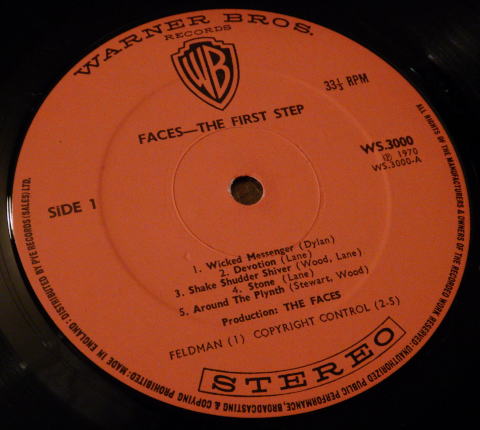 WARNER BROS.
RECORDS
WB
33⅓ RPM
FACES—THE FIRST STEP
WS.3000
Ⓟ 1970
WS.3000-A
SIDE 1
1. Wicked Messenger (Dylan)
2. Devotion (Lane)
3. Shake Shudder Shiver (Wood, Lane)
4. Stone (Lane)
5. Around The Plynth (Stewart, Wood)
Production: THE FACES
FELDMAN (1) COPYRIGHT CONTROL (2-5)
STEREO
ALL RIGHTS OF THE MANUFACTURERS & OWNERS OF THE RECORDED WORK RESERVED·UNAUTHORIZED PUBLIC PERFORMANCE, BROADCASTING & COPYING PROHIBITED·MADE IN ENGLAND: DISTRIBUTED BY PYE RECORDS (SALES) LTD.